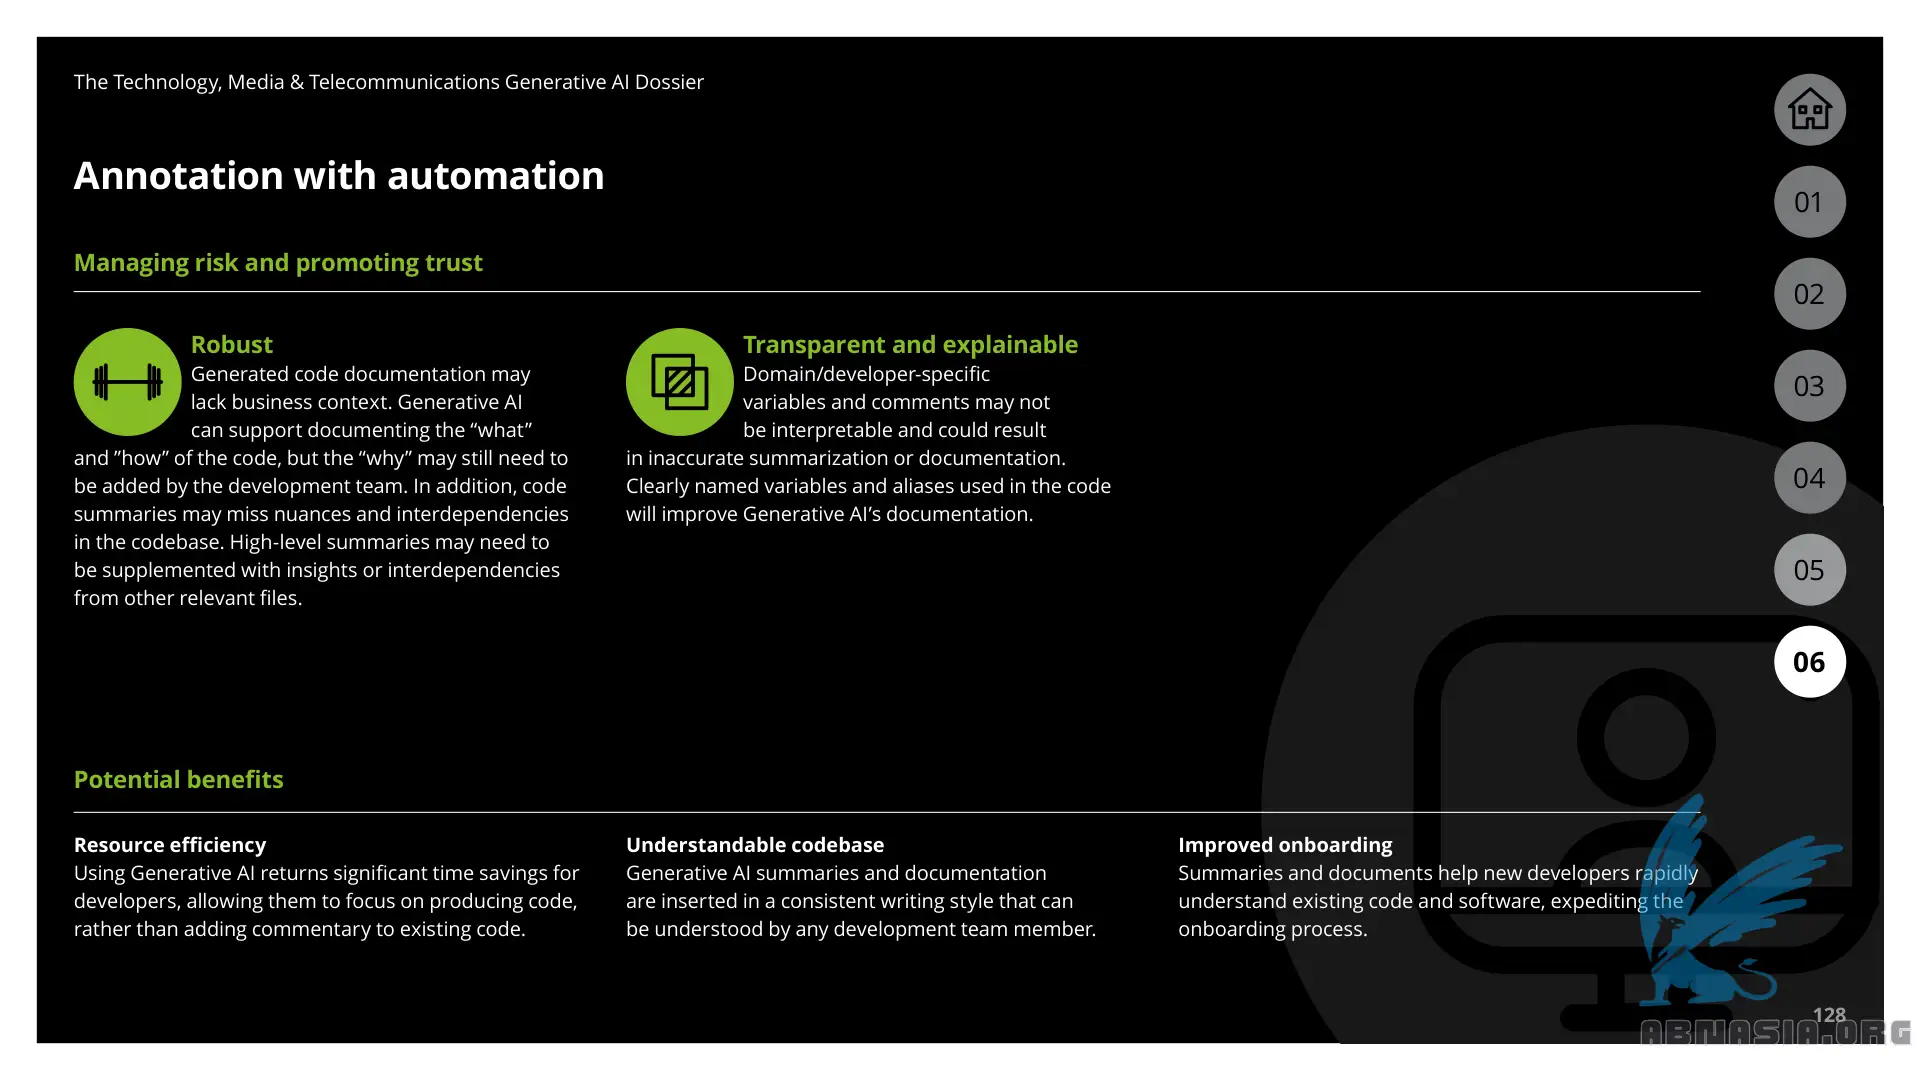 The Technology, Media & Telecommunications Generative AI Dossier
Annotation with automation
Managing risk and promoting trust
Robust
Generated code documentation may
lack business context. Generative AI
can support documenting the “what”
and ”how” of the code, but the “why” may still need to
be added by the development team. In addition, code
summaries may miss nuances and interdependencies
in the codebase. High-level summaries may need to
be supplemented with insights or interdependencies
from other relevant files.
Transparent and explainable
Domain/developer-specific
variables and comments may not
be interpretable and could result
in inaccurate summarization or documentation.
Clearly named variables and aliases used in the code
will improve Generative AI’s documentation.
Potential benefits
Resource efficiency
Using Generative AI returns significant time savings for
developers, allowing them to focus on producing code,
rather than adding commentary to existing code.
Understandable codebase
Generative AI summaries and documentation
are inserted in a consistent writing style that can
be understood by any development team member.
Improved onboarding
Summaries and documents help new developers rapidly
understand existing code and software, expediting the
onboarding process.
01
02
03
04
05
06
128
ABMASIA.ORG